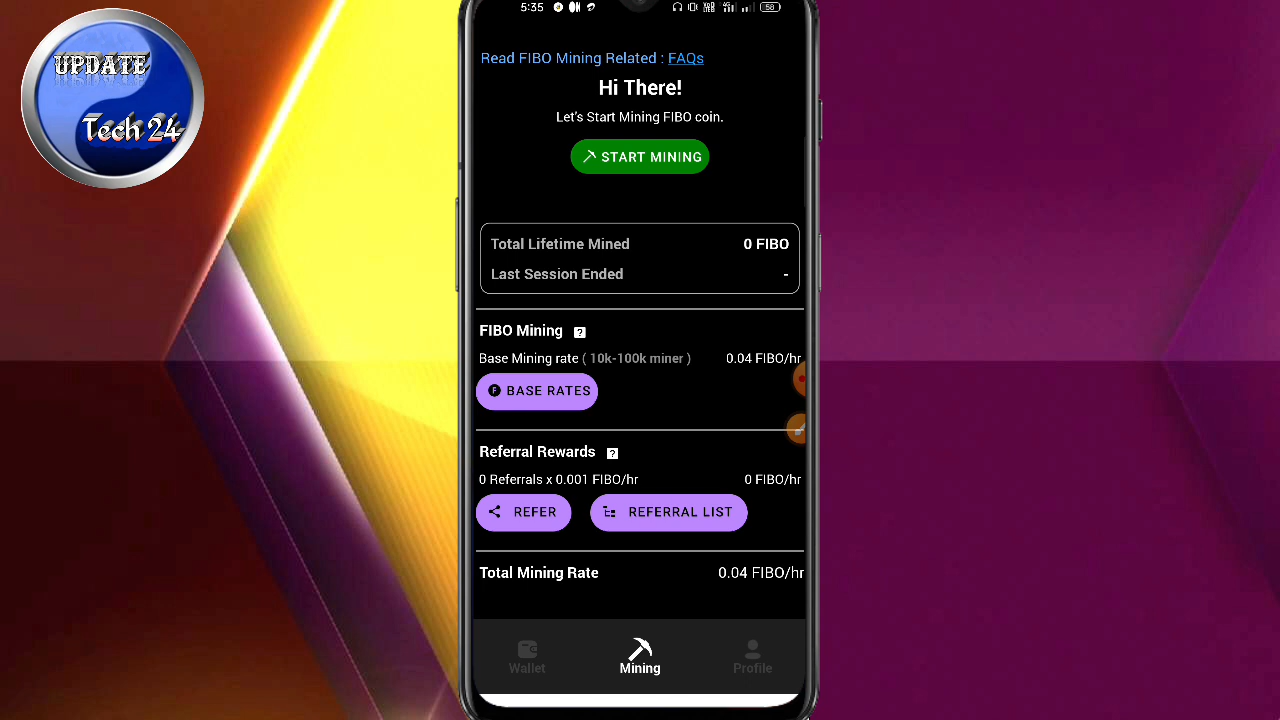 UPDATE
Tech 24
5:35
58
Read FIBO Mining Related : FAQs
Hi There!
Let's Start Mining FIBO coin.
START MINING
Total Lifetime Mined 0 FIBO
Last Session Ended -
FIBO Mining ?
Base Mining rate ( 10k-100k miner ) 0.04 FIBO/hr
F BASE RATES
Referral Rewards ?
0 Referrals x 0.001 FIBO/hr 0 FIBO/hr
REFER REFERRAL LIST
Total Mining Rate 0.04 FIBO/hr
Wallet Mining Profile